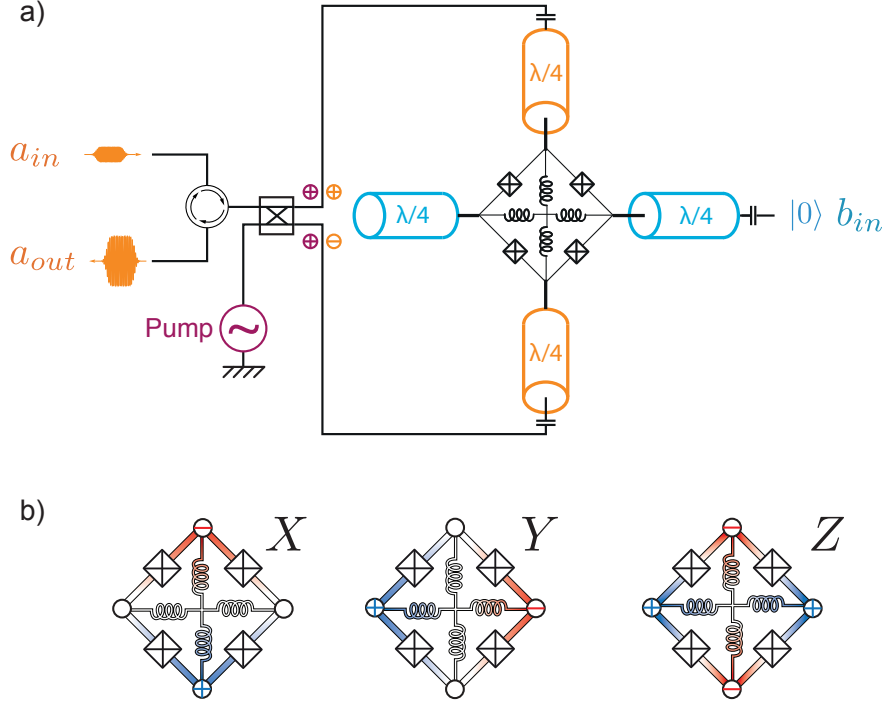 a)
λ/4
a_in
⊕ ⊕
λ/4
λ/4
|0⟩ b_in
⊕ ⊖
a_out
Pump
~
λ/4
b)
X
Y
Z